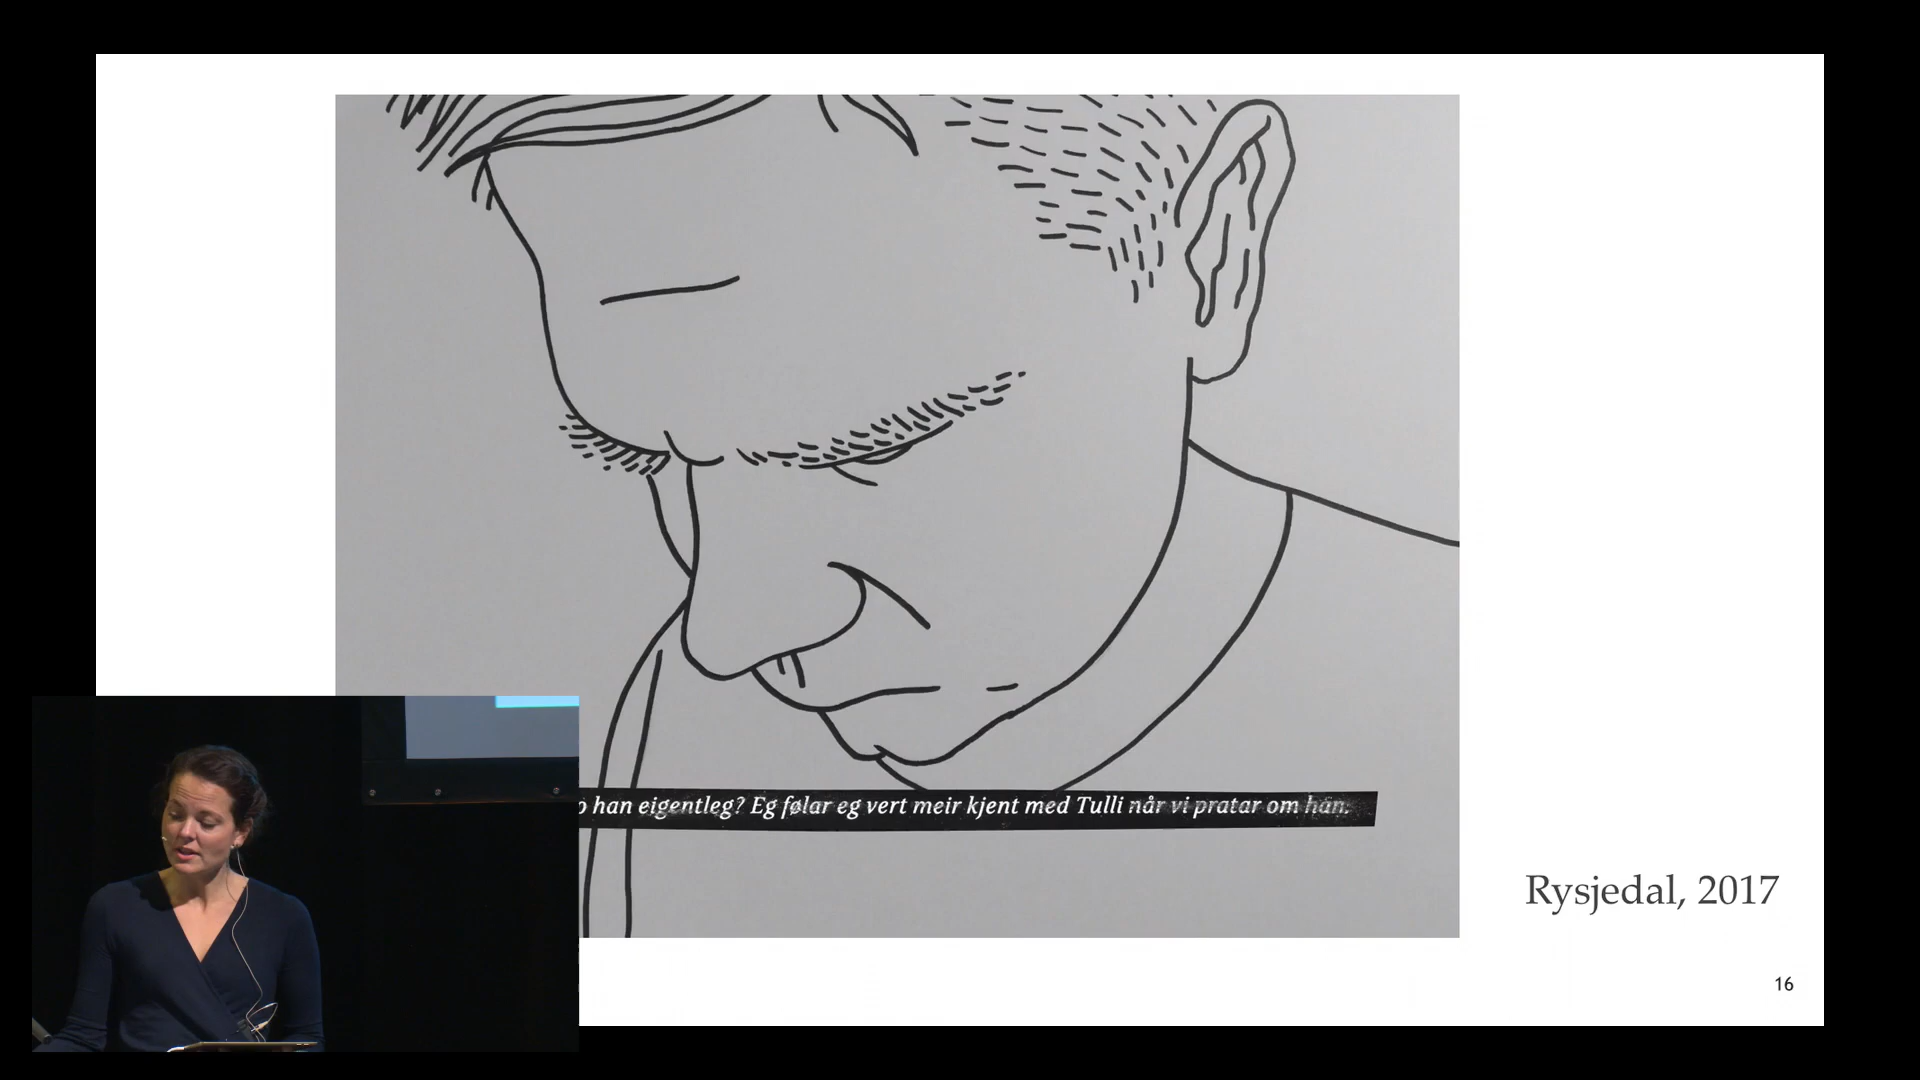 han eigentleg? Eg følar eg vert meir kjent med Tulli når vi pratar om han.
Rysjedal, 2017
16